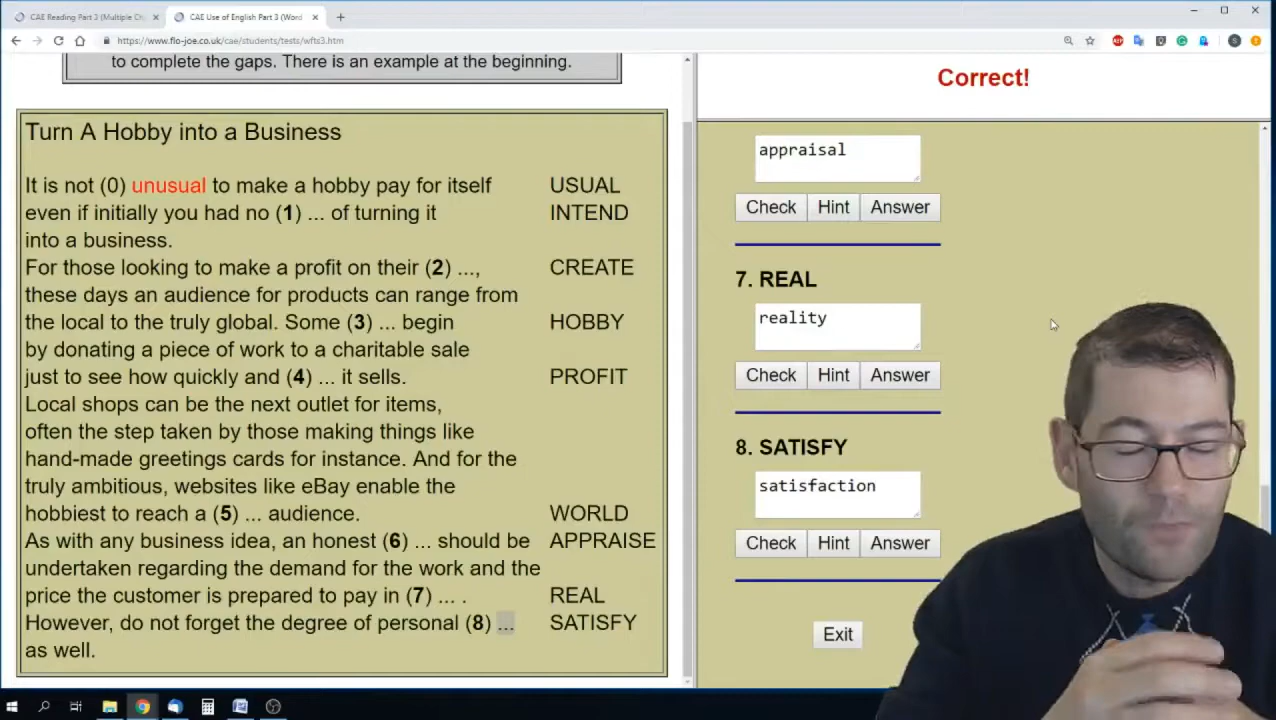 CAE Reading Part 3 (Multiple Ch
CAE Use of English Part 3 (Word
https://www.flo-joe.co.uk/cae/students/tests/wfts3.htm
to complete the gaps. There is an example at the beginning.
Turn A Hobby into a Business
It is not (0) unusual to make a hobby pay for itself USUAL
even if initially you had no (1) ... of turning it INTEND
into a business.
For those looking to make a profit on their (2) ..., CREATE
these days an audience for products can range from
the local to the truly global. Some (3) ... begin HOBBY
by donating a piece of work to a charitable sale
just to see how quickly and (4) ... it sells. PROFIT
Local shops can be the next outlet for items,
often the step taken by those making things like
hand-made greetings cards for instance. And for the
truly ambitious, websites like eBay enable the
hobbiest to reach a (5) ... audience. WORLD
As with any business idea, an honest (6) ... should be APPRAISE
undertaken regarding the demand for the work and the
price the customer is prepared to pay in (7) ... . REAL
However, do not forget the degree of personal (8) ... SATISFY
as well.
Correct!
appraisal
Check Hint Answer
7. REAL
reality
Check Hint Answer
8. SATISFY
satisfaction
Check Hint Answer
Exit